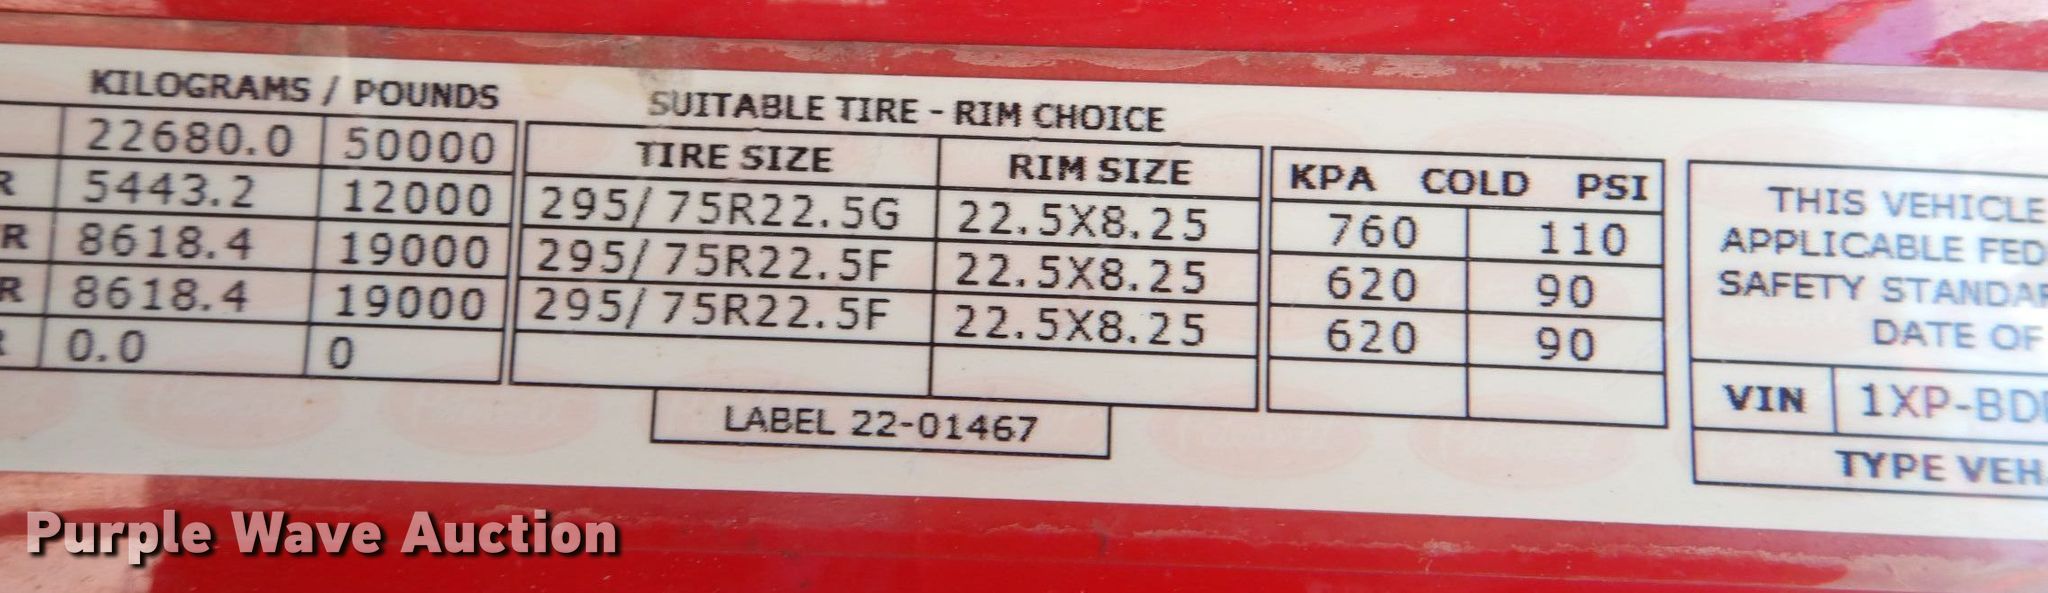 KILOGRAMS / POUNDS
SUITABLE TIRE - RIM CHOICE
22680.0 50000 TIRE SIZE RIM SIZE KPA COLD PSI
R 5443.2 12000 295/75R22.5G 22.5X8.25 760 110
R 8618.4 19000 295/75R22.5F 22.5X8.25 620 90
R 8618.4 19000 295/75R22.5F 22.5X8.25 620 90
R 0.0 0
LABEL 22-01467
THIS VEHICLE
APPLICABLE FED
SAFETY STANDAR
DATE OF
VIN 1XP-BD
TYPE VEH
Purple Wave Auction